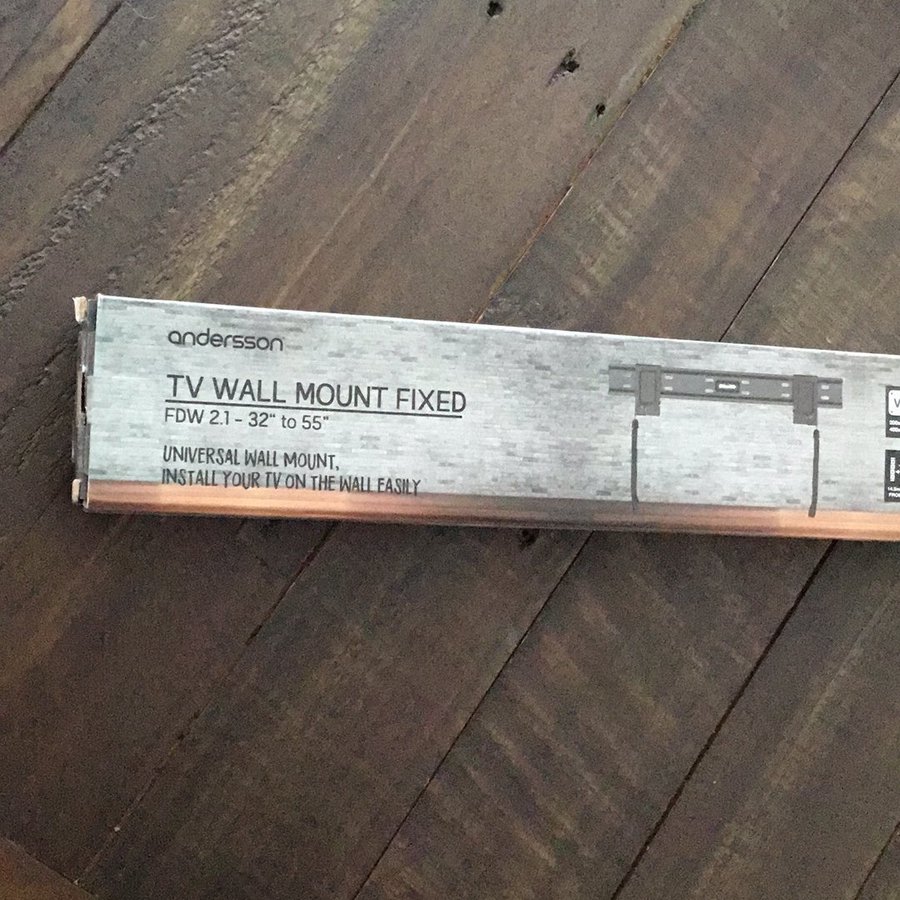 andersson
TV WALL MOUNT FIXED
FDW 2.1 - 32" to 55"
UNIVERSAL WALL MOUNT,
INSTALL YOUR TV ON THE WALL EASILY